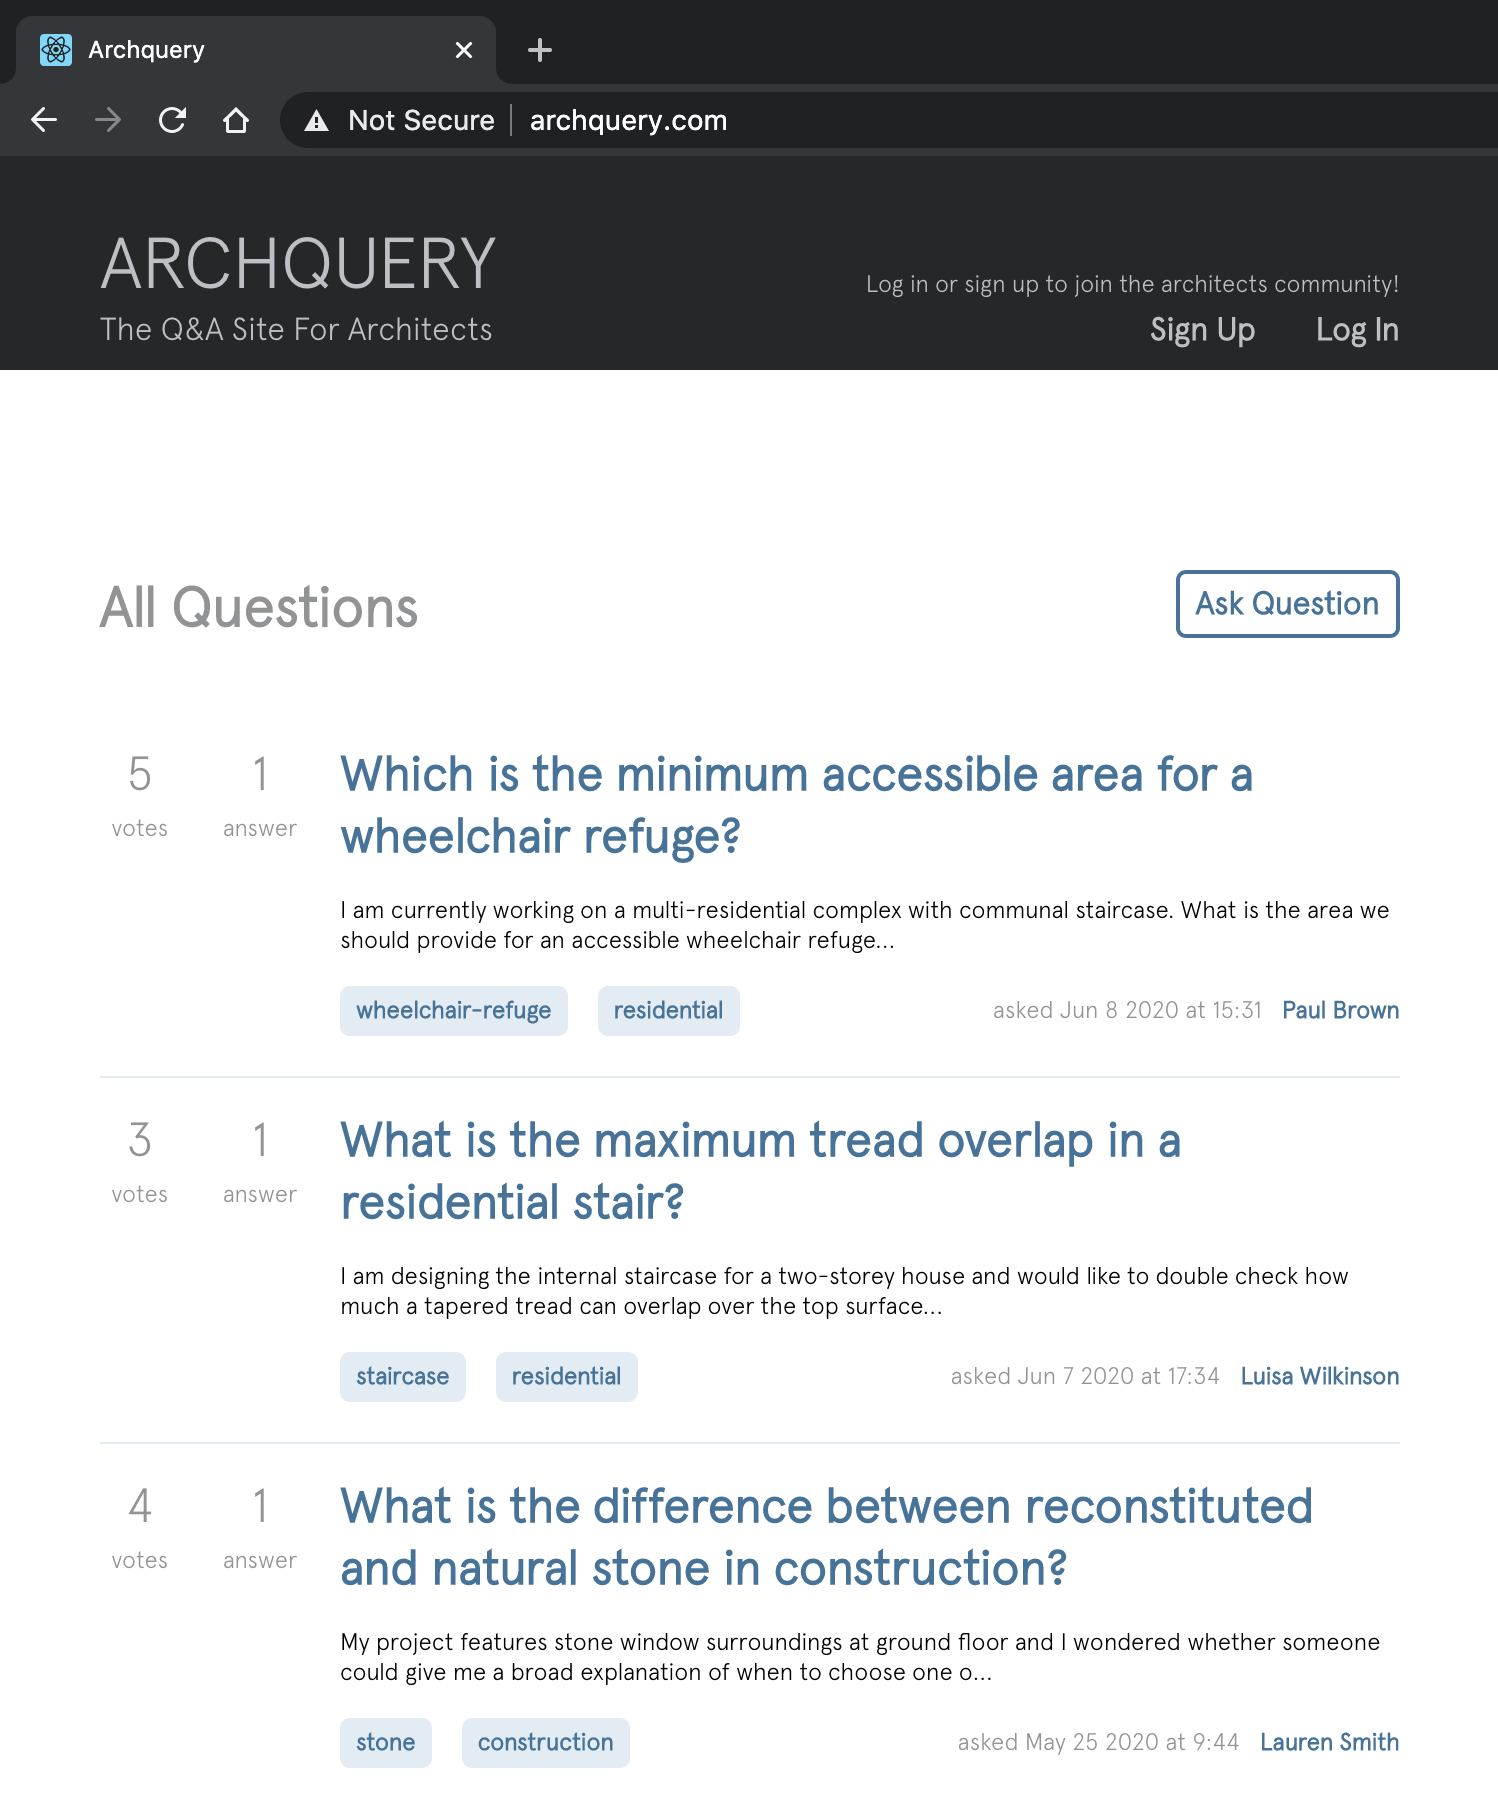 Archquery
Not Secure archquery.com
ARCHQUERY
The Q&A Site For Architects
Log in or sign up to join the architects community!
Sign Up Log In
All Questions
Ask Question
5 votes
1 answer
Which is the minimum accessible area for a
wheelchair refuge?
I am currently working on a multi-residential complex with communal staircase. What is the area we
should provide for an accessible wheelchair refuge...
wheelchair-refuge residential asked Jun 8 2020 at 15:31 Paul Brown
3 votes
1 answer
What is the maximum tread overlap in a
residential stair?
I am designing the internal staircase for a two-storey house and would like to double check how
much a tapered tread can overlap over the top surface...
staircase residential asked Jun 7 2020 at 17:34 Luisa Wilkinson
4 votes
1 answer
What is the difference between reconstituted
and natural stone in construction?
My project features stone window surroundings at ground floor and I wondered whether someone
could give me a broad explanation of when to choose one o...
stone construction asked May 25 2020 at 9:44 Lauren Smith